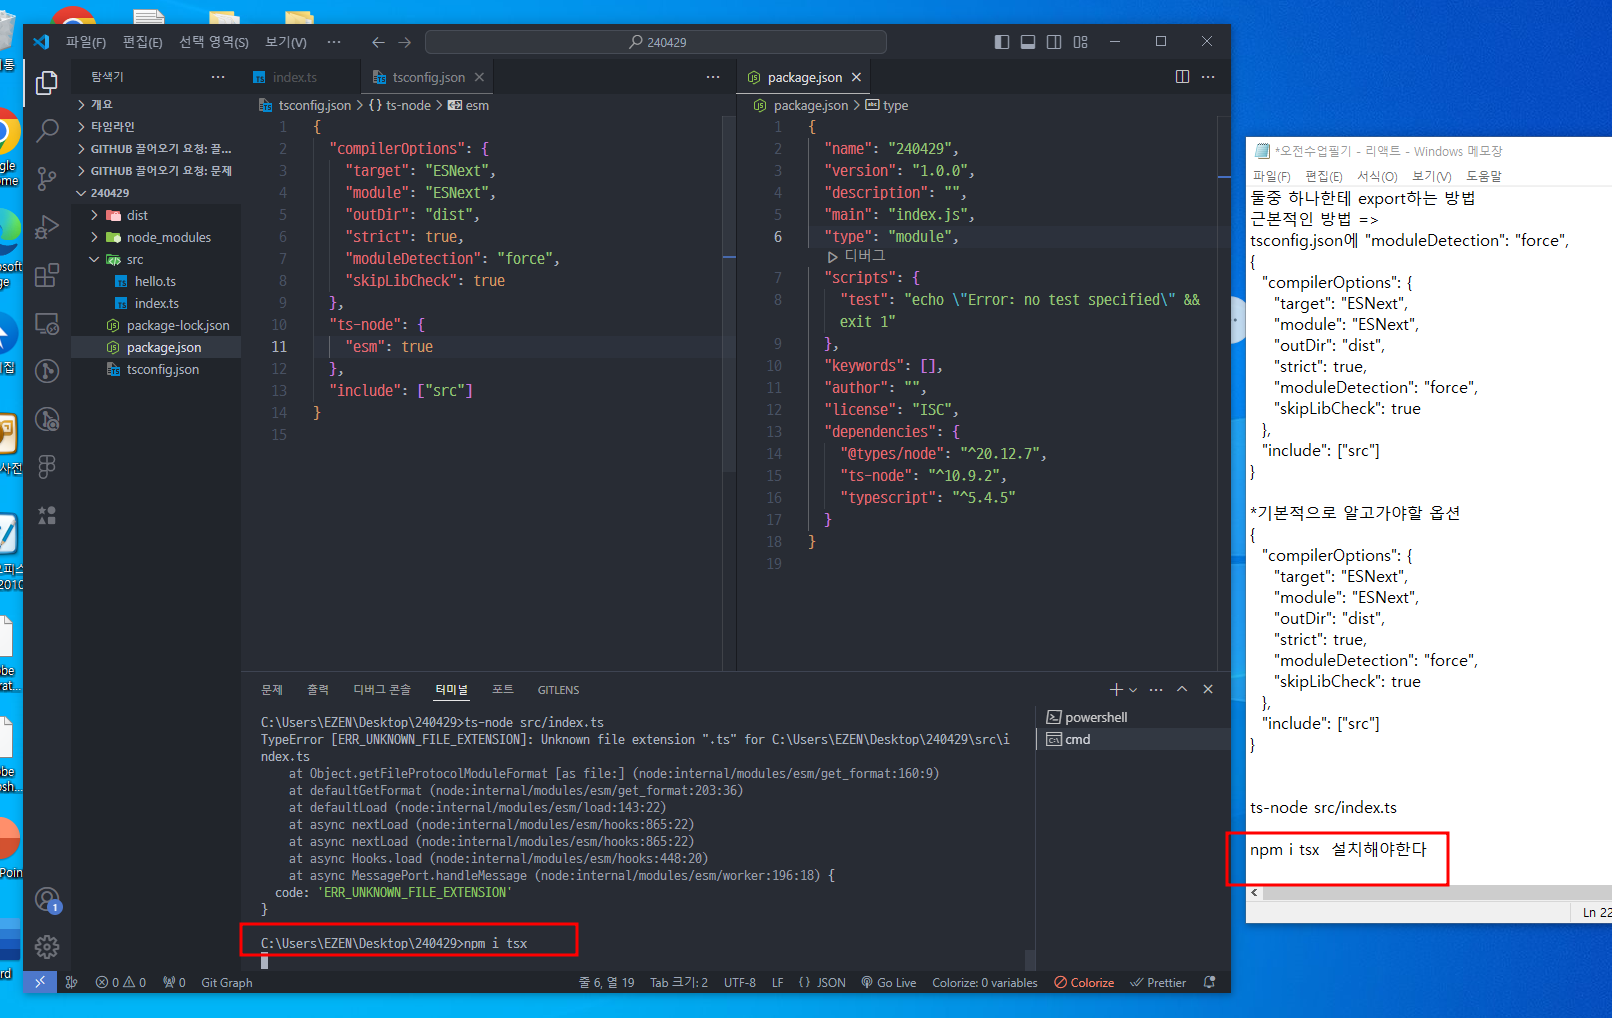 파일(F) 편집(E) 선택 영역(S) 보기(V) ··· 240429
탐색기 ···
개요
타임라인
GITHUB 끌어오기 요청: 끌...
GITHUB 끌어오기 요청: 문제
240429
dist
node_modules
src
hello.ts
index.ts
package-lock.json
package.json
tsconfig.json
index.ts
tsconfig.json
tsconfig.json > {} ts-node > esm
1 {
2 "compilerOptions": {
3 "target": "ESNext",
4 "module": "ESNext",
5 "outDir": "dist",
6 "strict": true,
7 "moduleDetection": "force",
8 "skipLibCheck": true
9 },
10 "ts-node": {
11 "esm": true
12 },
13 "include": ["src"]
14 }
15
package.json
package.json > type
1 {
2 "name": "240429",
3 "version": "1.0.0",
4 "description": "",
5 "main": "index.js",
6 "type": "module",
디버그
7 "scripts": {
8 "test": "echo \"Error: no test specified\" &&
exit 1"
9 },
10 "keywords": [],
11 "author": "",
12 "license": "ISC",
13 "dependencies": {
14 "@types/node": "^20.12.7",
15 "ts-node": "^10.9.2",
16 "typescript": "^5.4.5"
17 }
18 }
19
문제 출력 디버그 콘솔 터미널 포트 GITLENS
C:\Users\EZEN\Desktop\240429>ts-node src/index.ts
TypeError [ERR_UNKNOWN_FILE_EXTENSION]: Unknown file extension ".ts" for C:\Users\EZEN\Desktop\240429\src\i
ndex.ts
at Object.getFileProtocolModuleFormat [as file:] (node:internal/modules/esm/get_format:160:9)
at defaultGetFormat (node:internal/modules/esm/get_format:203:36)
at defaultLoad (node:internal/modules/esm/load:143:22)
at async nextLoad (node:internal/modules/esm/hooks:865:22)
at async nextLoad (node:internal/modules/esm/hooks:865:22)
at async Hooks.load (node:internal/modules/esm/hooks:448:20)
at async MessagePort.handleMessage (node:internal/modules/esm/worker:196:18) {
code: 'ERR_UNKNOWN_FILE_EXTENSION'
}
C:\Users\EZEN\Desktop\240429>npm i tsx
powershell
cmd
0 0 0 Git Graph 줄 6, 열 19 Tab 크기: 2 UTF-8 LF {} JSON Go Live Colorize: 0 variables Colorize Prettier
*오전수업필기 - 리액트 - Windows 메모장
파일(F) 편집(E) 서식(O) 보기(V) 도움말
둘중 하나한테 export하는 방법
근본적인 방법 =>
tsconfig.json에 "moduleDetection": "force",
{
"compilerOptions": {
"target": "ESNext",
"module": "ESNext",
"outDir": "dist",
"strict": true,
"moduleDetection": "force",
"skipLibCheck": true
},
"include": ["src"]
}
*기본적으로 알고가야할 옵션
{
"compilerOptions": {
"target": "ESNext",
"module": "ESNext",
"outDir": "dist",
"strict": true,
"moduleDetection": "force",
"skipLibCheck": true
},
"include": ["src"]
}
ts-node src/index.ts
npm i tsx 설치해야한다
Ln 22